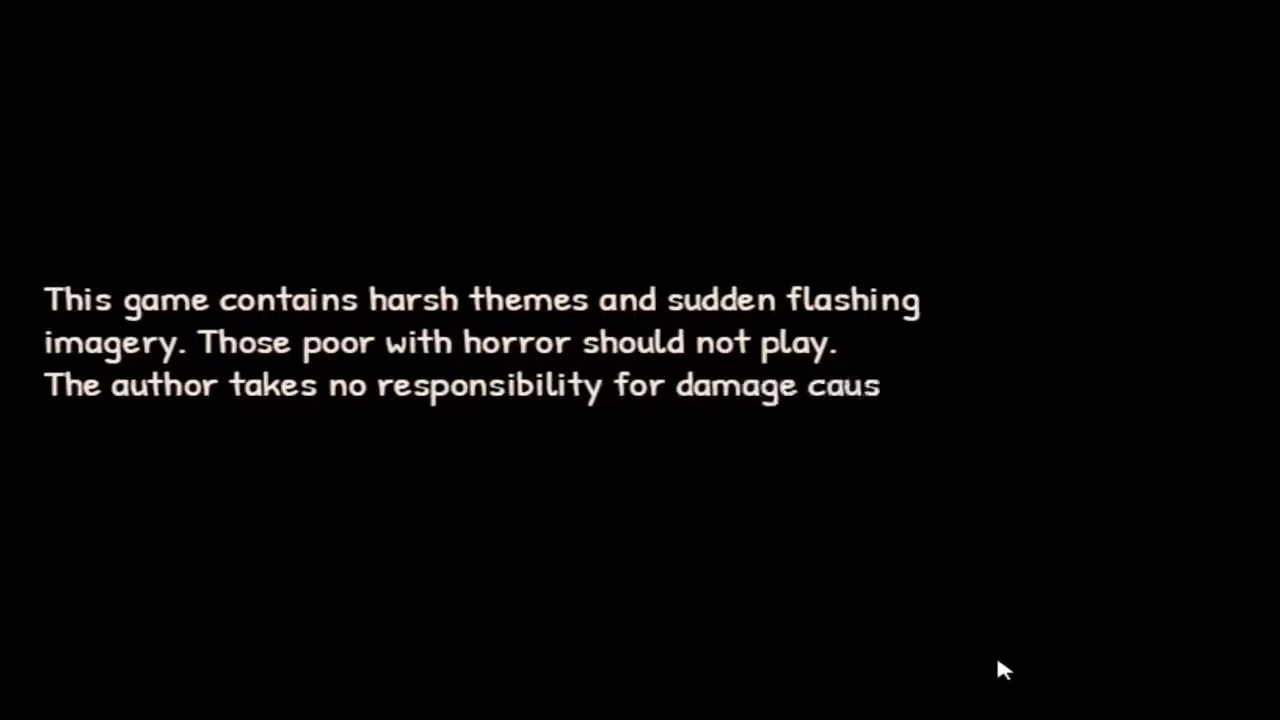 This game contains harsh themes and sudden flashing
imagery. Those poor with horror should not play.
The author takes no responsibility for damage caus